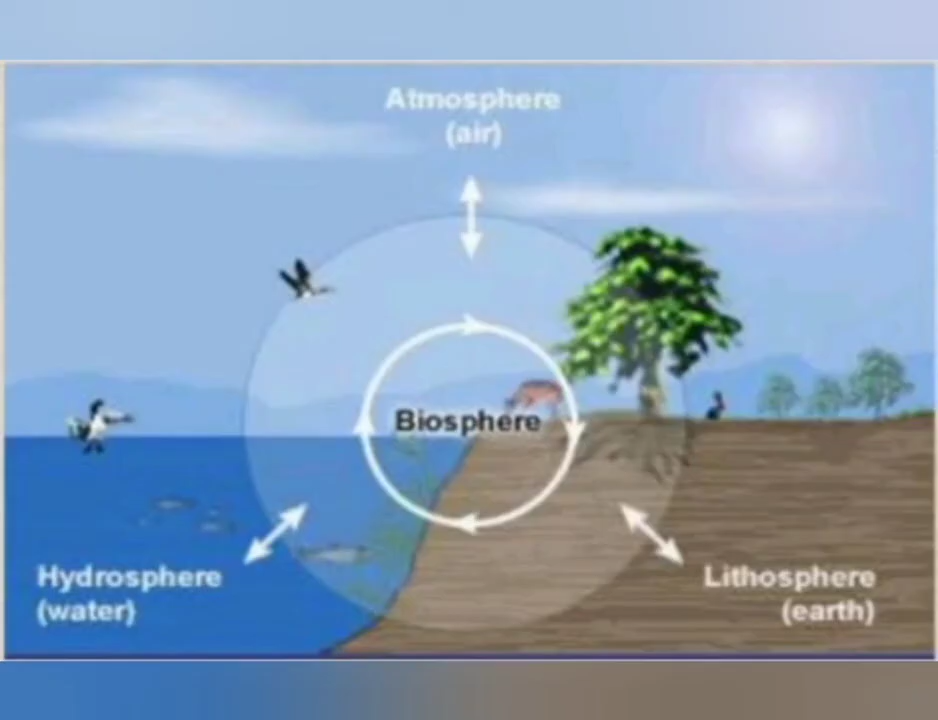 Atmosphere
(air)
Biosphere
Hydrosphere
(water)
Lithosphere
(earth)